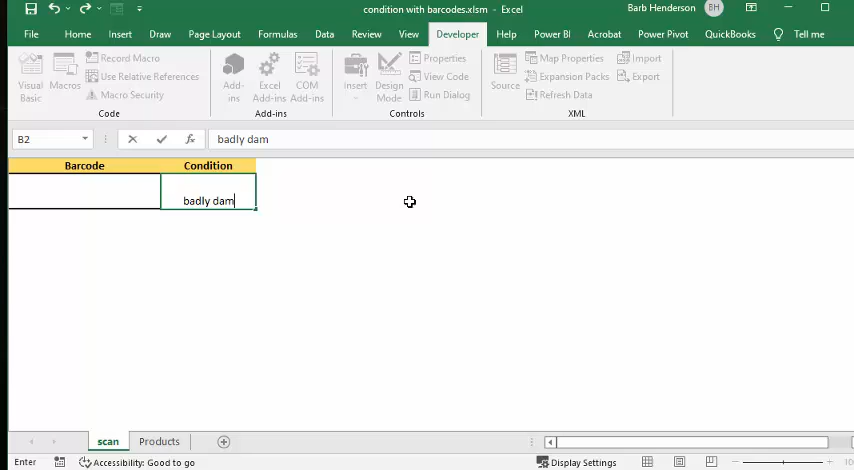 condition with barcodes.xlsm - Excel
Barb Henderson
BH
File Home Insert Draw Page Layout Formulas Data Review View Developer Help Power BI Acrobat Power Pivot QuickBooks Tell me
Visual Basic
Macros
Record Macro
Use Relative References
Macro Security
Code
Add-ins
Excel Add-ins
COM Add-ins
Add-ins
Insert
Design Mode
Properties
View Code
Run Dialog
Controls
Source
Map Properties
Expansion Packs
Refresh Data
Import
Export
XML
B2
fx
badly dam
Barcode Condition
badly dam
scan Products
Enter
Accessibility: Good to go
Display Settings
10